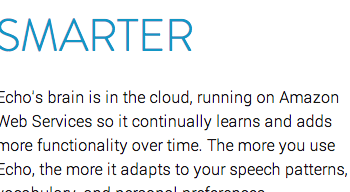 SMARTER
Echo's brain is in the cloud, running on Amazon
Web Services so it continually learns and adds
more functionality over time. The more you use
Echo, the more it adapts to your speech patterns,
vocabulary, and personal preferences.